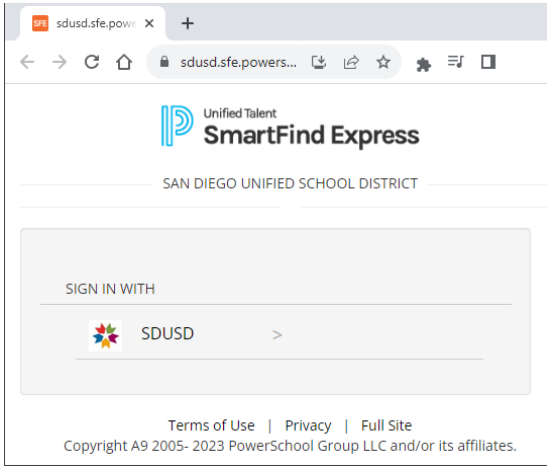 SFE sdusd.sfe.powe
sdusd.sfe.powers...
Unified Talent
SmartFind Express
SAN DIEGO UNIFIED SCHOOL DISTRICT
SIGN IN WITH
SDUSD >
Terms of Use | Privacy | Full Site
Copyright A9 2005- 2023 PowerSchool Group LLC and/or its affiliates.